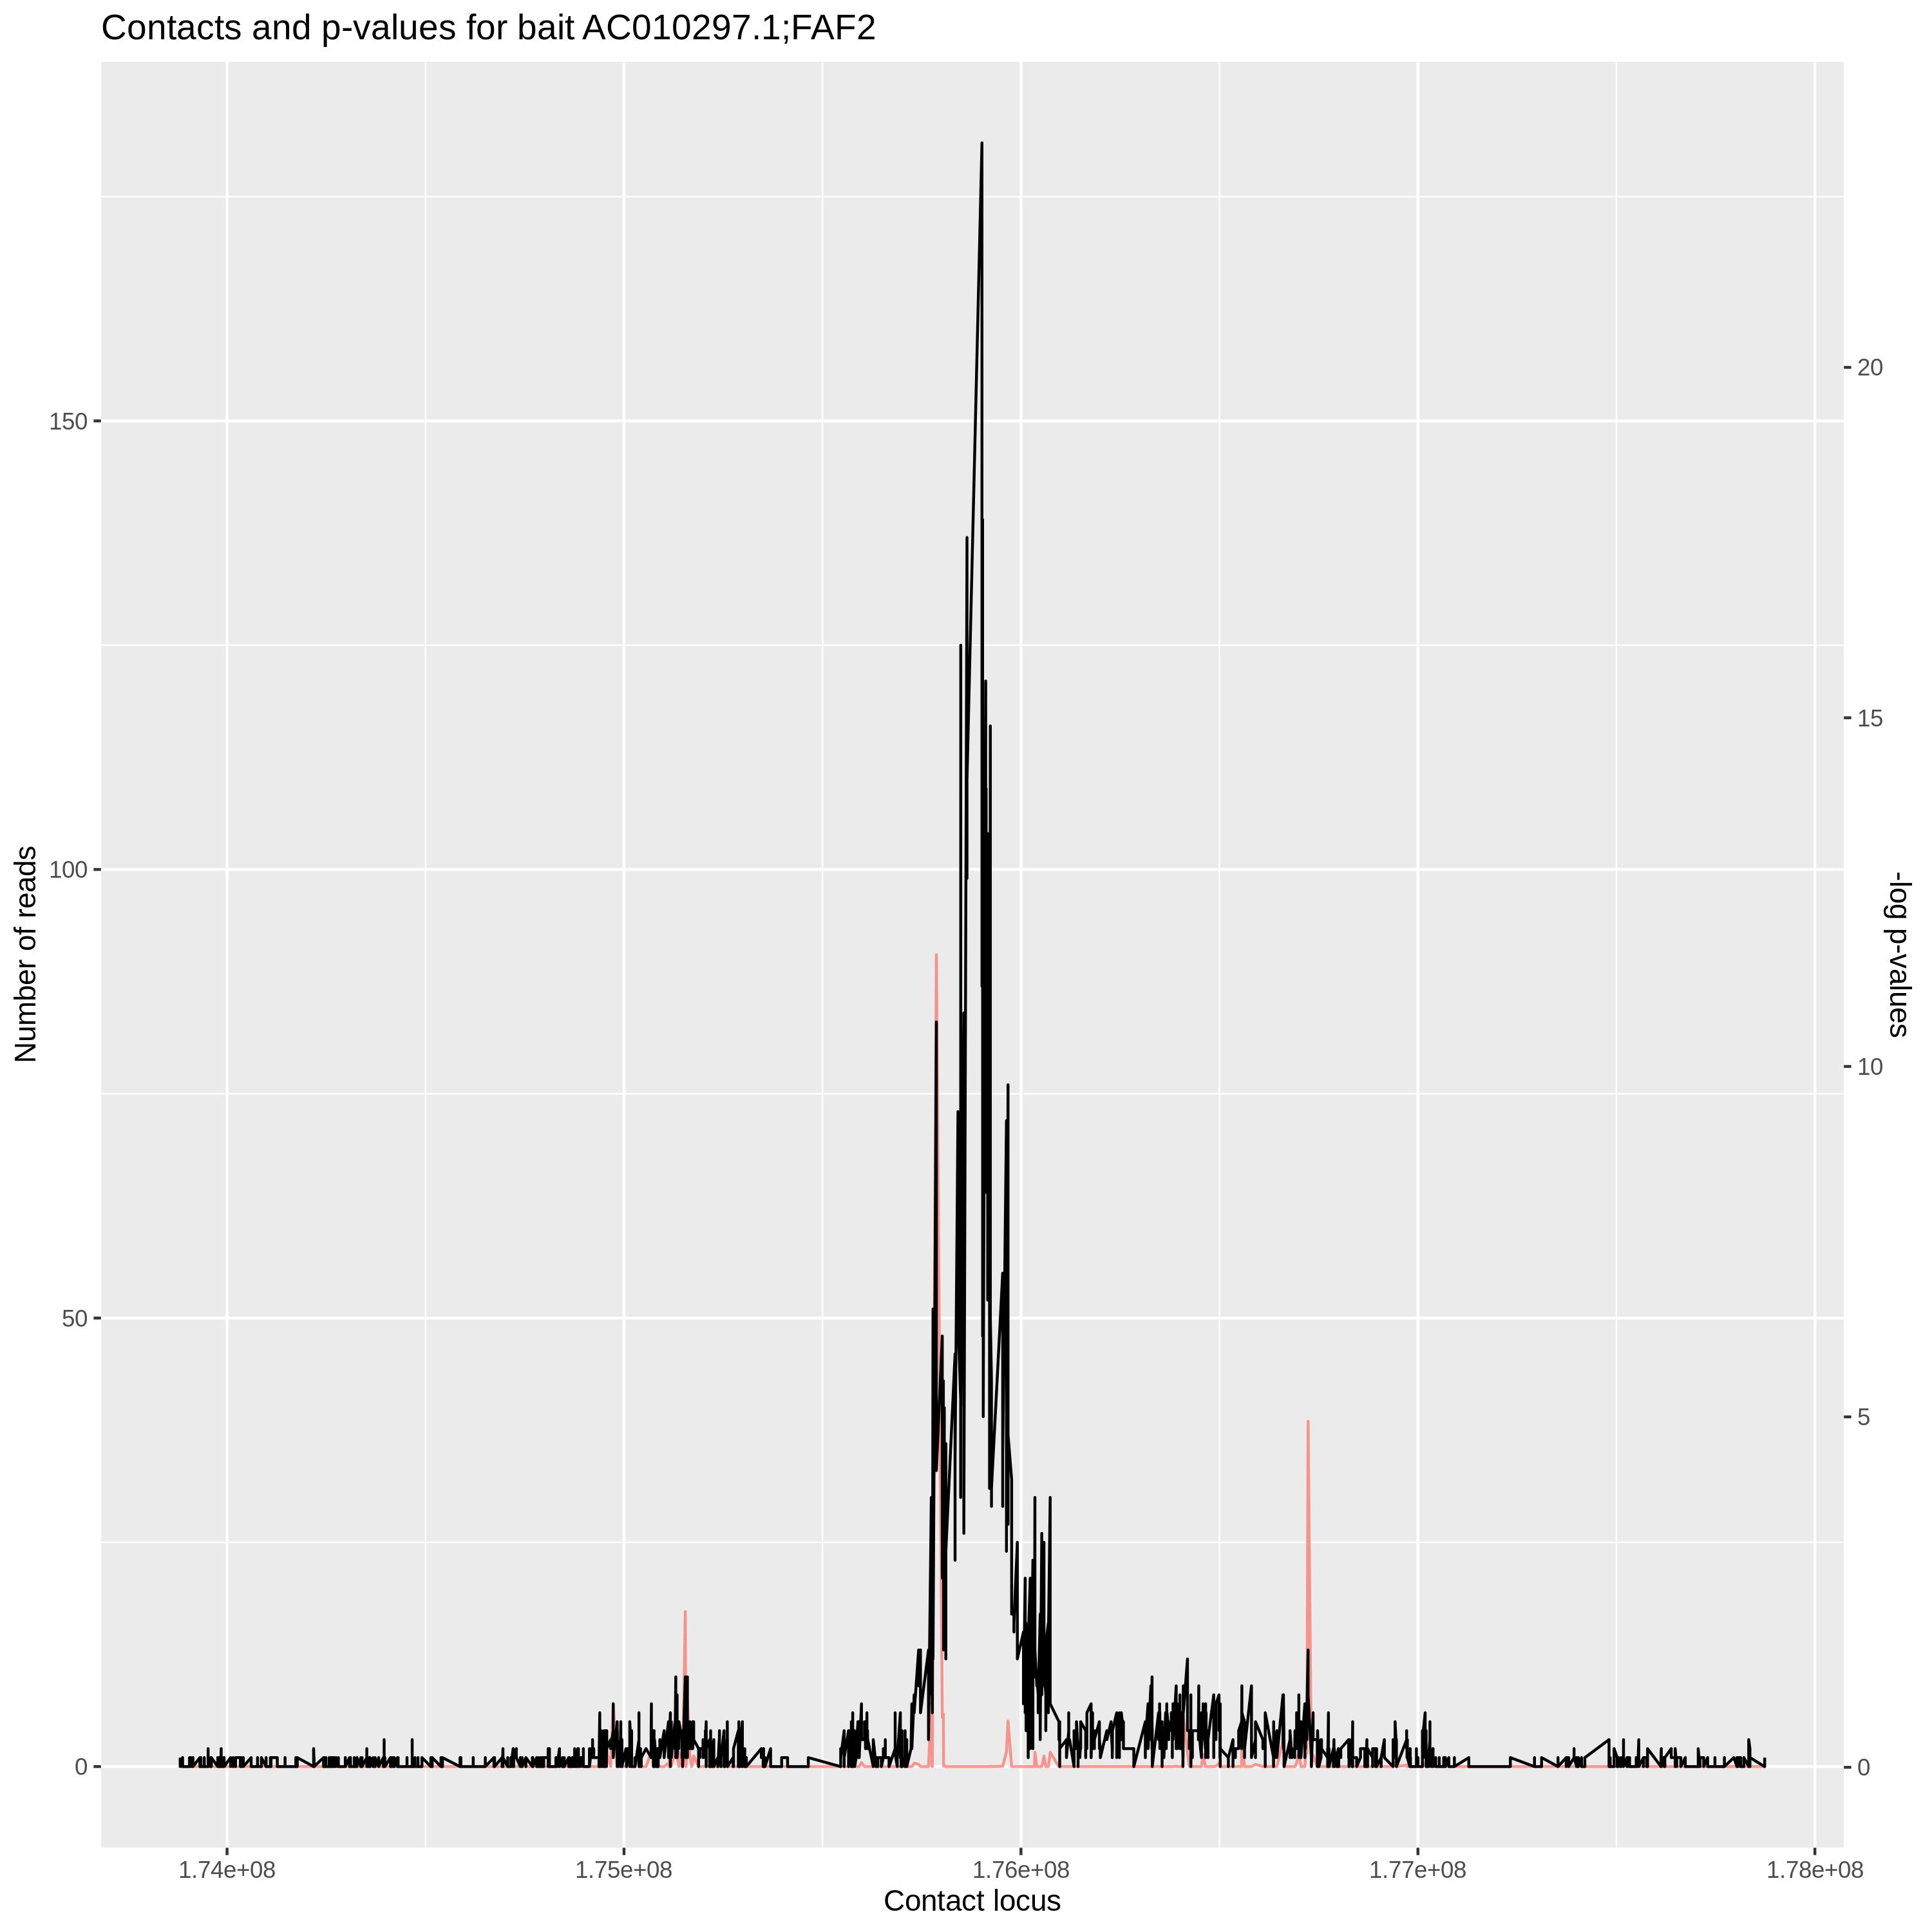 Contacts and p-values for bait AC010297.1;FAF2
Number of reads
150
100
50
0
20
15
10
5
0
-log p-values
1.74e+08
1.75e+08
1.76e+08
1.77e+08
1.78e+08
Contact locus